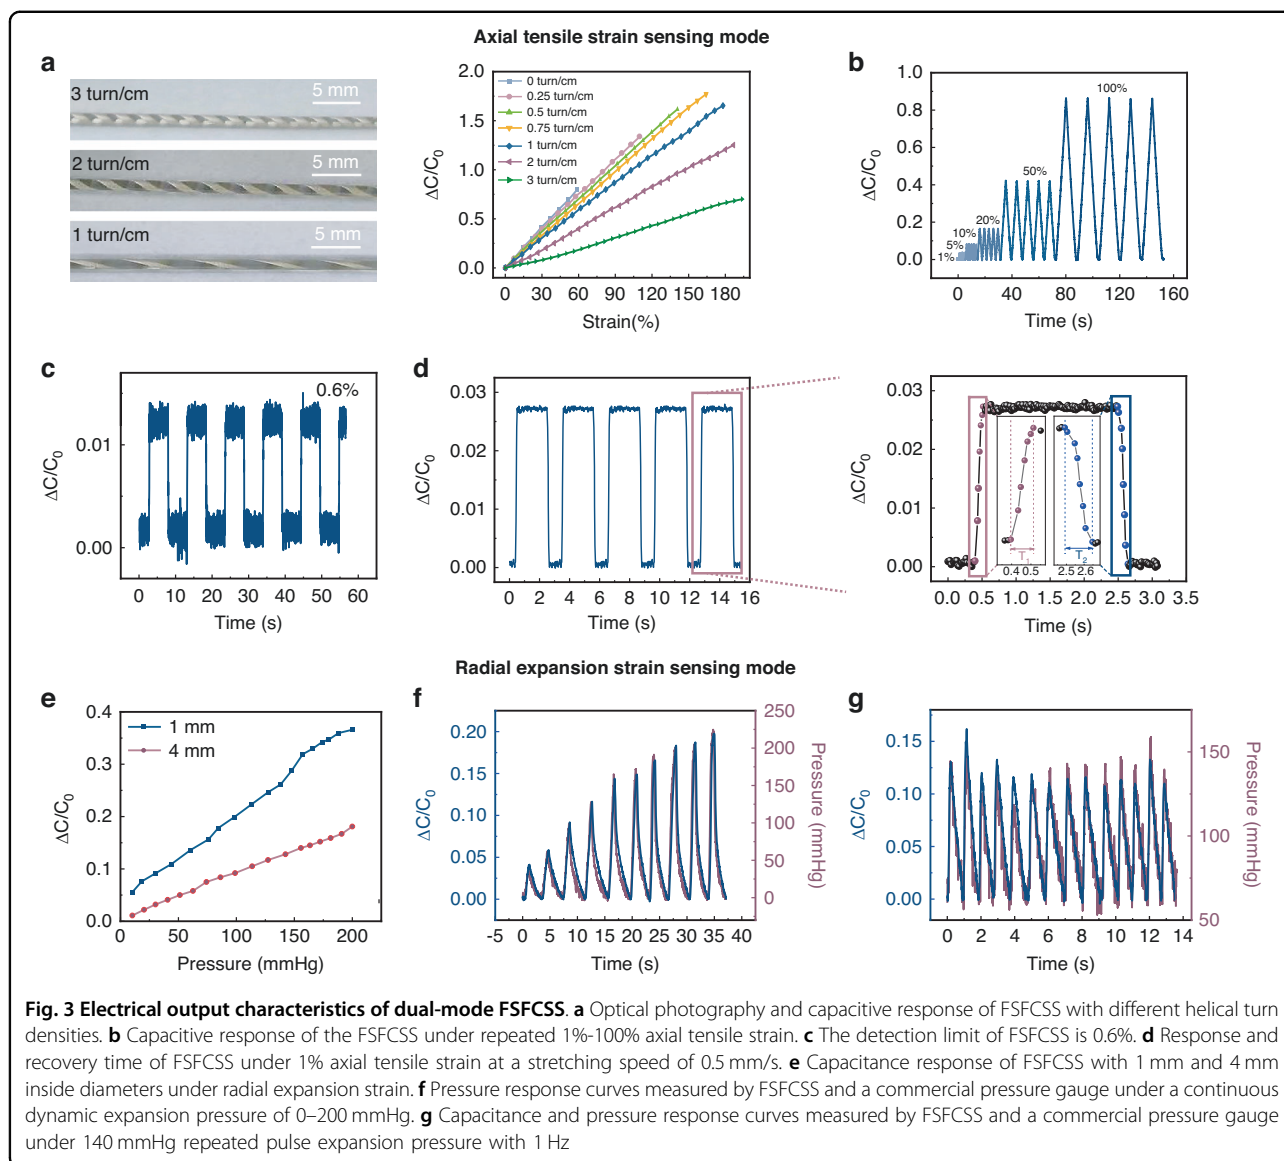 Axial tensile strain sensing mode
a
3 turn/cm
5 mm
2 turn/cm
5 mm
1 turn/cm
5 mm
2.0
1.5
1.0
0.5
0.0
ΔC/C0
0 turn/cm
0.25 turn/cm
0.5 turn/cm
0.75 turn/cm
1 turn/cm
2 turn/cm
3 turn/cm
0 30 60 90 120 150 180
Strain(%)
b
1.0
0.8
0.6
0.4
0.2
0.0
ΔC/C0
1%
5%
10%
20%
50%
100%
0 40 80 120 160
Time (s)
c
0.01
0.00
ΔC/C0
0.6%
0 10 20 30 40 50 60
Time (s)
d
0.03
0.02
0.01
0.00
ΔC/C0
0 2 4 6 8 10 12 14 16
Time (s)
0.03
0.02
0.01
0.00
ΔC/C0
T1
0.4 0.5
T2
2.5 2.6
0.0 0.5 1.0 1.5 2.0 2.5 3.0 3.5
Time (s)
Radial expansion strain sensing mode
e
0.4
0.3
0.2
0.1
0.0
ΔC/C0
1 mm
4 mm
0 50 100 150 200
Pressure (mmHg)
f
0.20
0.15
0.10
0.05
0.00
ΔC/C0
250
200
150
100
50
0
Pressure (mmHg)
-5 0 5 10 15 20 25 30 35 40
Time (s)
g
0.15
0.10
0.05
0.00
ΔC/C0
150
100
50
Pressure (mmHg)
0 2 4 6 8 10 12 14
Time (s)
Fig. 3 Electrical output characteristics of dual-mode FSFCSS. a Optical photography and capacitive response of FSFCSS with different helical turn
densities. b Capacitive response of the FSFCSS under repeated 1%-100% axial tensile strain. c The detection limit of FSFCSS is 0.6%. d Response and
recovery time of FSFCSS under 1% axial tensile strain at a stretching speed of 0.5 mm/s. e Capacitance response of FSFCSS with 1 mm and 4 mm
inside diameters under radial expansion strain. f Pressure response curves measured by FSFCSS and a commercial pressure gauge under a continuous
dynamic expansion pressure of 0–200 mmHg. g Capacitance and pressure response curves measured by FSFCSS and a commercial pressure gauge
under 140 mmHg repeated pulse expansion pressure with 1 Hz